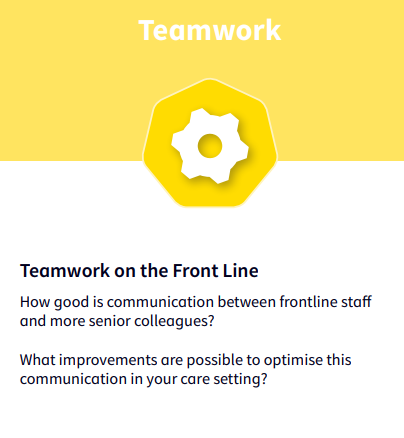 Teamwork
Teamwork on the Front Line
How good is communication between frontline staff
and more senior colleagues?
What improvements are possible to optimise this
communication in your care setting?